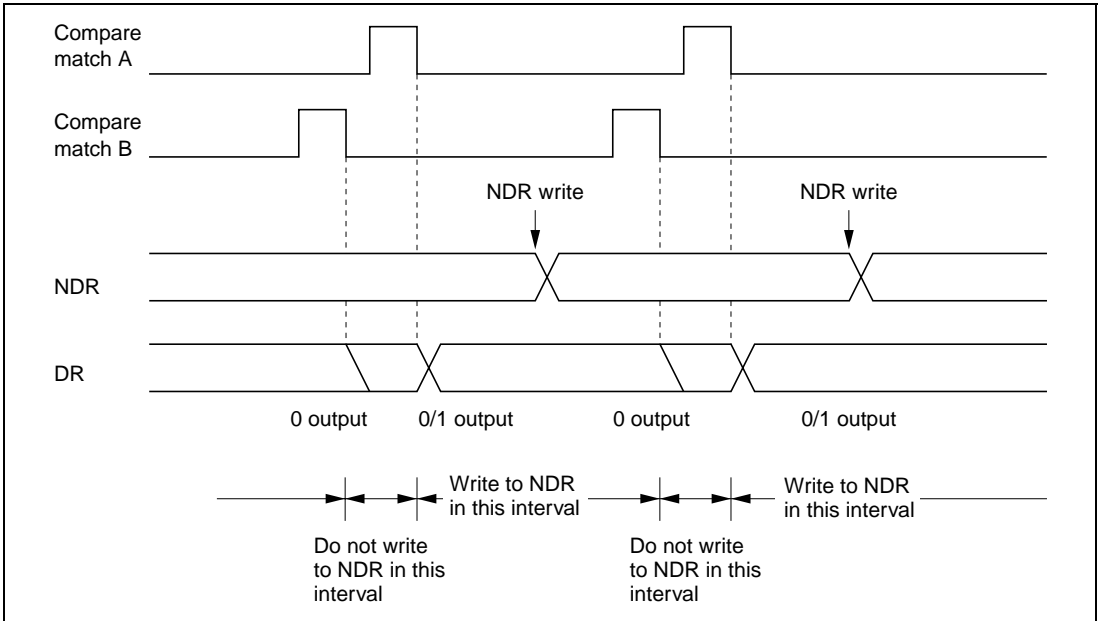 Compare
match A
Compare
match B
NDR write
NDR write
NDR
DR
0 output
0/1 output
0 output
0/1 output
Write to NDR
in this interval
Write to NDR
in this interval
Do not write
to NDR in this
interval
Do not write
to NDR in this
interval